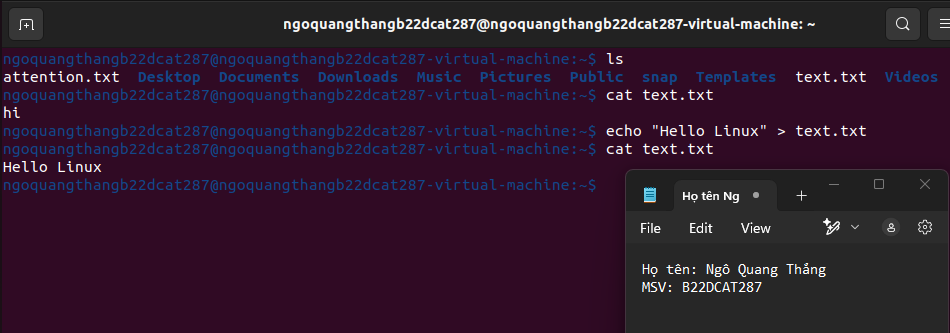 ngoquangthangb22dcat287@ngoquangthangb22dcat287-virtual-machine: ~
ngoquangthangb22dcat287@ngoquangthangb22dcat287-virtual-machine:~$ ls
attention.txt Desktop Documents Downloads Music Pictures Public snap Templates text.txt Videos
ngoquangthangb22dcat287@ngoquangthangb22dcat287-virtual-machine:~$ cat text.txt
hi
ngoquangthangb22dcat287@ngoquangthangb22dcat287-virtual-machine:~$ echo "Hello Linux" > text.txt
ngoquangthangb22dcat287@ngoquangthangb22dcat287-virtual-machine:~$ cat text.txt
Hello Linux
ngoquangthangb22dcat287@ngoquangthangb22dcat287-virtual-machine:~$
Họ tên Ng
File Edit View
Họ tên: Ngô Quang Thắng
MSV: B22DCAT287